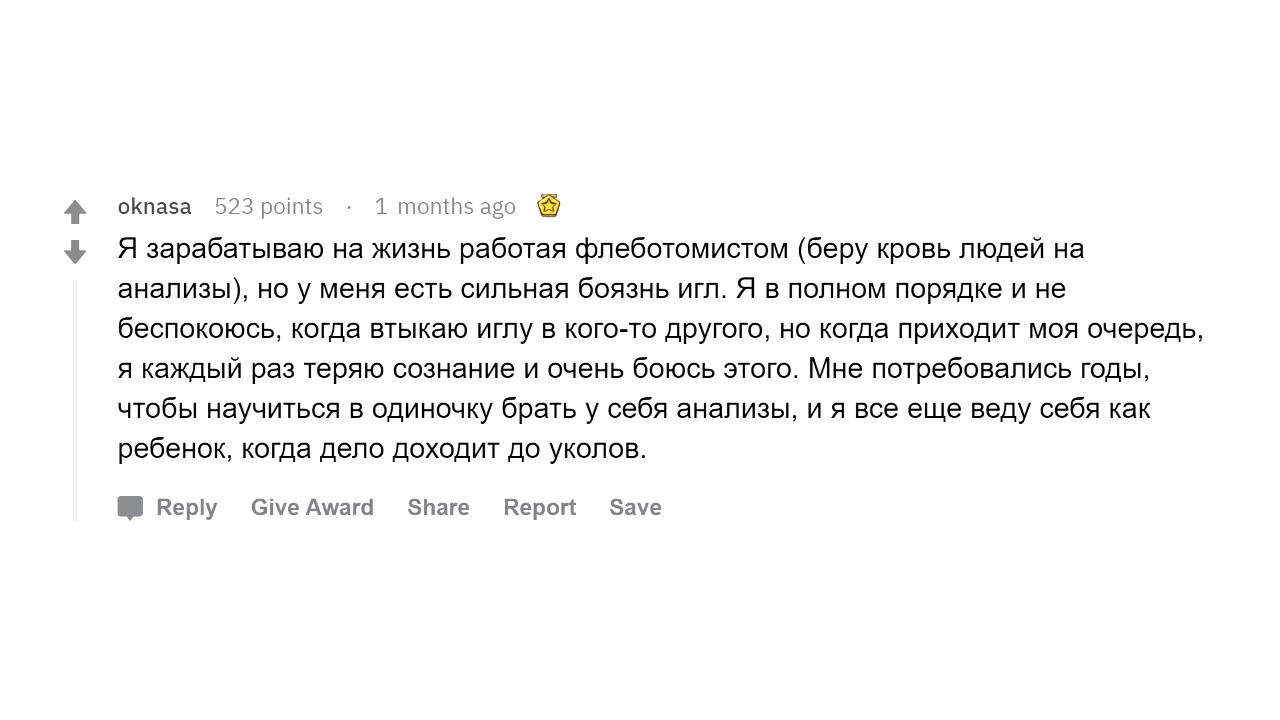 oknasa 523 points · 1 months ago
Я зарабатываю на жизнь работая флеботомистом (беру кровь людей на
анализы), но у меня есть сильная боязнь игл. Я в полном порядке и не
беспокоюсь, когда втыкаю иглу в кого-то другого, но когда приходит моя очередь,
я каждый раз теряю сознание и очень боюсь этого. Мне потребовались годы,
чтобы научиться в одиночку брать у себя анализы, и я все еще веду себя как
ребенок, когда дело доходит до уколов.
Reply Give Award Share Report Save